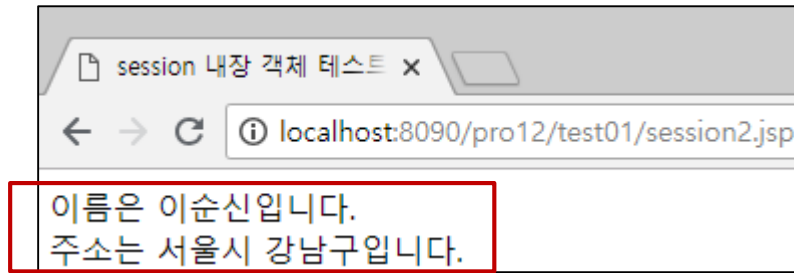 session 내장 객체 테스트
localhost:8090/pro12/test01/session2.jsp
이름은 이순신입니다.
주소는 서울시 강남구입니다.